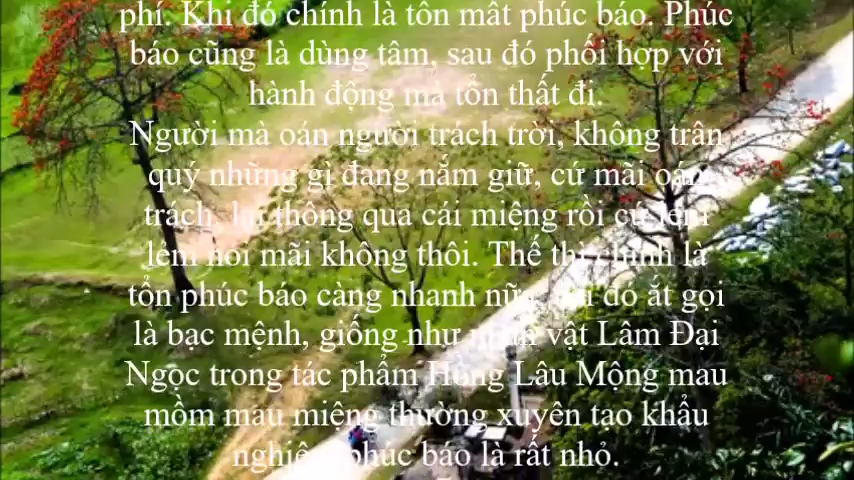 phí. Khi đó chính là tổn mất phúc báo. Phúc
báo cũng là dùng tâm, sau đó phối hợp với
hành động mà tổn thất đi.
Người mà oán người trách trời, không trân
quý những gì đang nắm giữ, cứ mãi oán
trách, lại thông qua cái miệng rồi cứ lẻm
lẻm nói mãi không thôi. Thế thì chính là
tổn phúc báo càng nhanh nữa, đó ắt gọi
là bạc mệnh, giống như nhân vật Lâm Đại
Ngọc trong tác phẩm Hồng Lâu Mộng mau
mồm mau miệng thường xuyên tạo khẩu
nghiệp phúc báo là rất nhỏ.